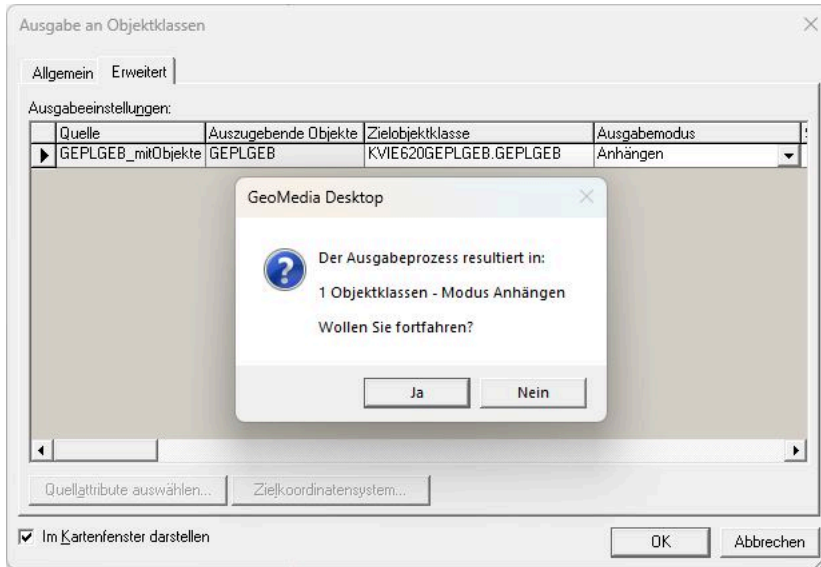 Ausgabe an Objektklassen
Allgemein Erweitert
Ausgabeeinstellungen:
Quelle Auszugebende Objekte Zielobjektklasse Ausgabemodus
GEPLGEB_mitObjekte GEPLGEB KVIE620GEPLGEB.GEPLGEB Anhängen
GeoMedia Desktop
Der Ausgabeprozess resultiert in:
1 Objektklassen - Modus Anhängen
Wollen Sie fortfahren?
Ja Nein
Quellattribute auswählen... Zielkoordinatensystem...
Im Kartenfenster darstellen
OK Abbrechen